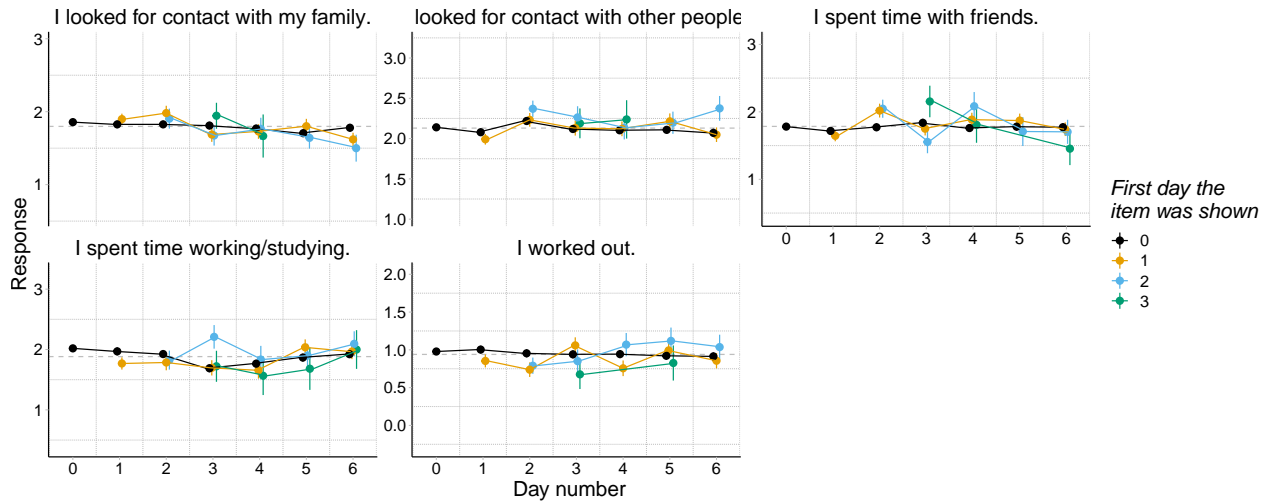 I looked for contact with my family.
looked for contact with other people
I spent time with friends.
3
2
1
3.0
2.5
2.0
1.5
1.0
3
2
1
0 1 2 3 4 5 6
Response
I spent time working/studying.
I worked out.
3
2
1
2.0
1.5
1.0
0.5
0.0
0 1 2 3 4 5 6
0 1 2 3 4 5 6
Day number
First day the
item was shown
0
1
2
3